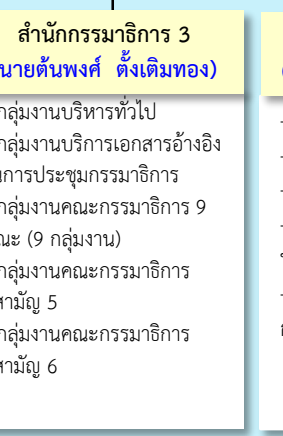 สำนักกรรมาธิการ 3
นายต้นพงศ์ ตั้งเติมทอง)
กลุ่มงานบริหารทั่วไป
กลุ่มงานบริการเอกสารอ้างอิง
นการประชุมกรรมาธิการ
กลุ่มงานคณะกรรมาธิการ 9
ณะ (9 กลุ่มงาน)
กลุ่มงานคณะกรรมาธิการ
สามัญ 5
กลุ่มงานคณะกรรมาธิการ
สามัญ 6